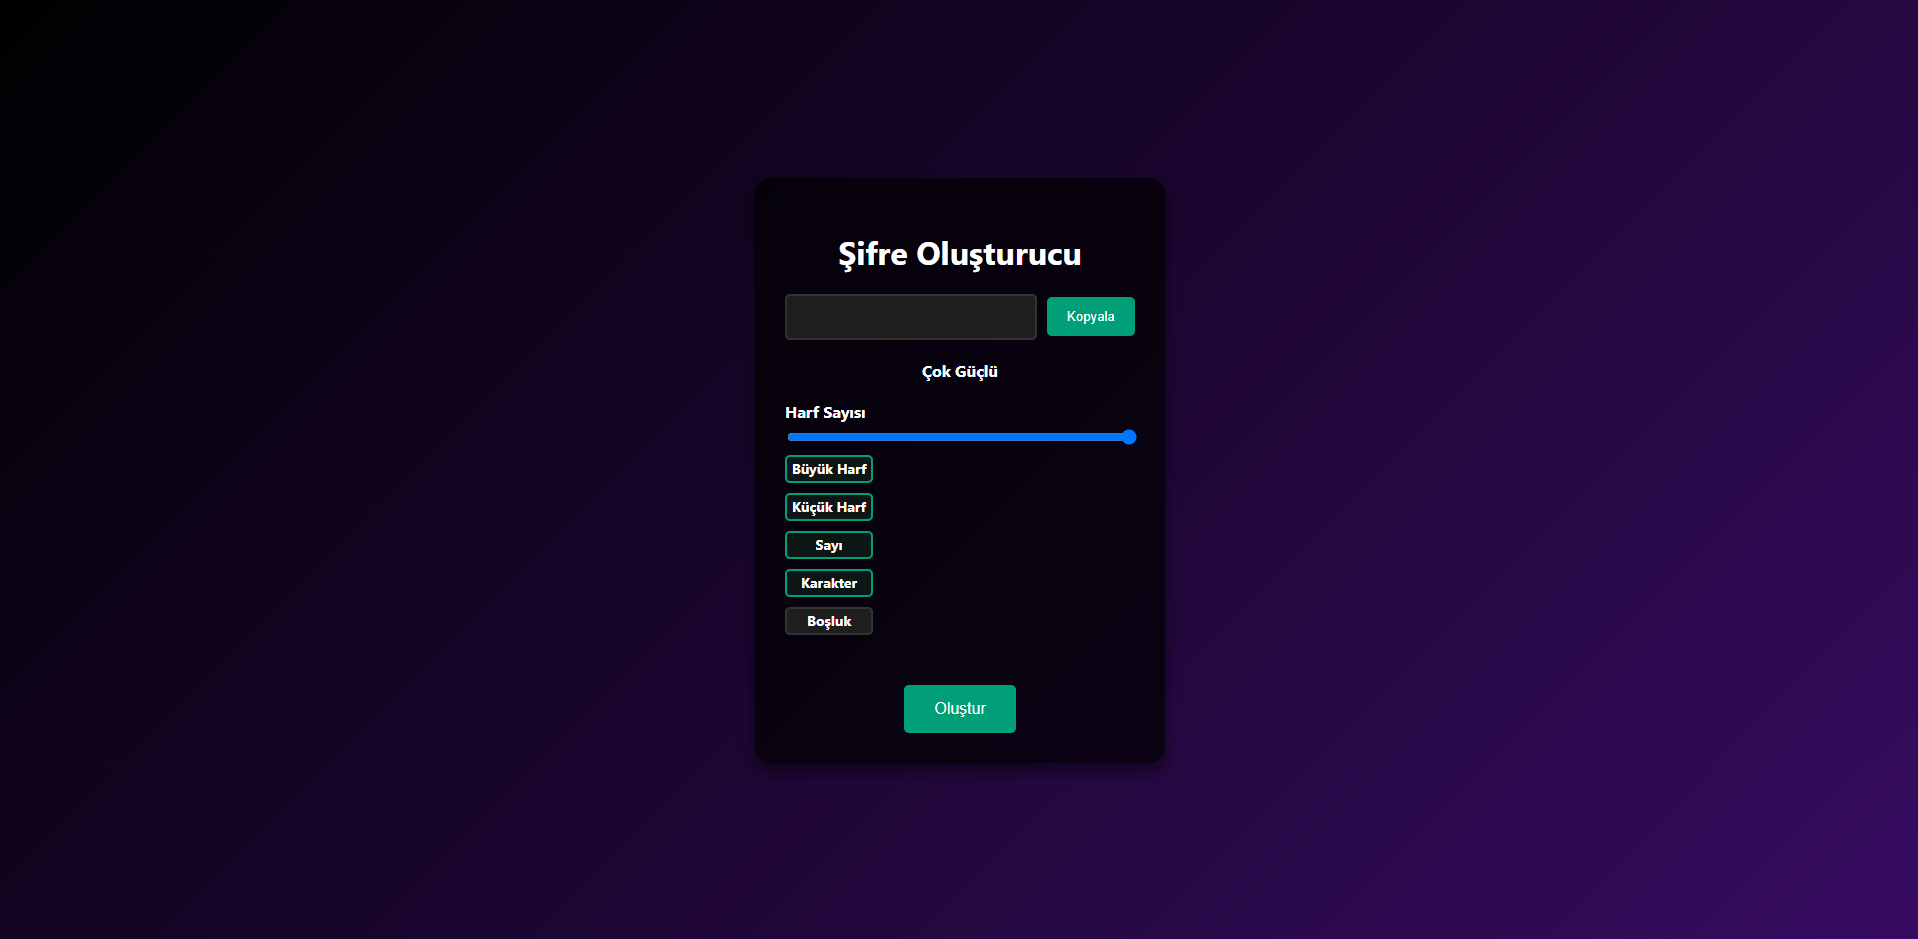 Şifre Oluşturucu
Kopyala
Çok Güçlü
Harf Sayısı
Büyük Harf
Küçük Harf
Sayı
Karakter
Boşluk
Oluştur